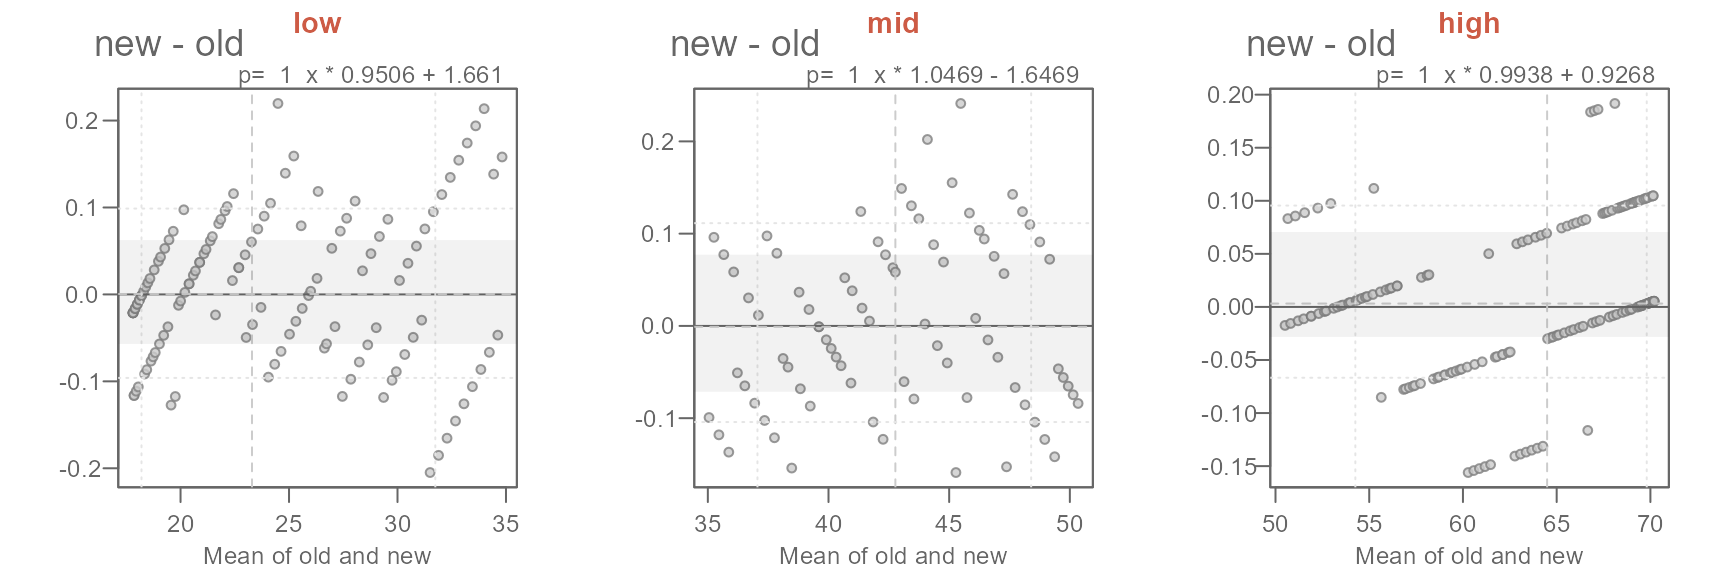 low
new - old
p= 1 x * 0.9506 + 1.661
0.2
0.1
0.0
-0.1
-0.2
20 25 30 35
Mean of old and new
mid
new - old
p= 1 x * 1.0469 - 1.6469
0.2
0.1
0.0
-0.1
35 40 45 50
Mean of old and new
high
new - old
p= 1 x * 0.9938 + 0.9268
0.20
0.15
0.10
0.05
0.00
-0.05
-0.10
-0.15
50 55 60 65 70
Mean of old and new